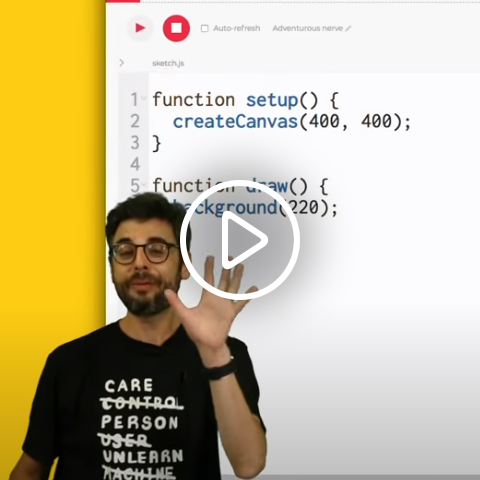 Auto-refresh Adventurous nerve
sketch.js
1 function setup() {
2 createCanvas(400, 400);
3 }
4
5 function draw() {
background(220);
CARE
CONTROL
PERSON
USER
UNLEARN
MACHINE